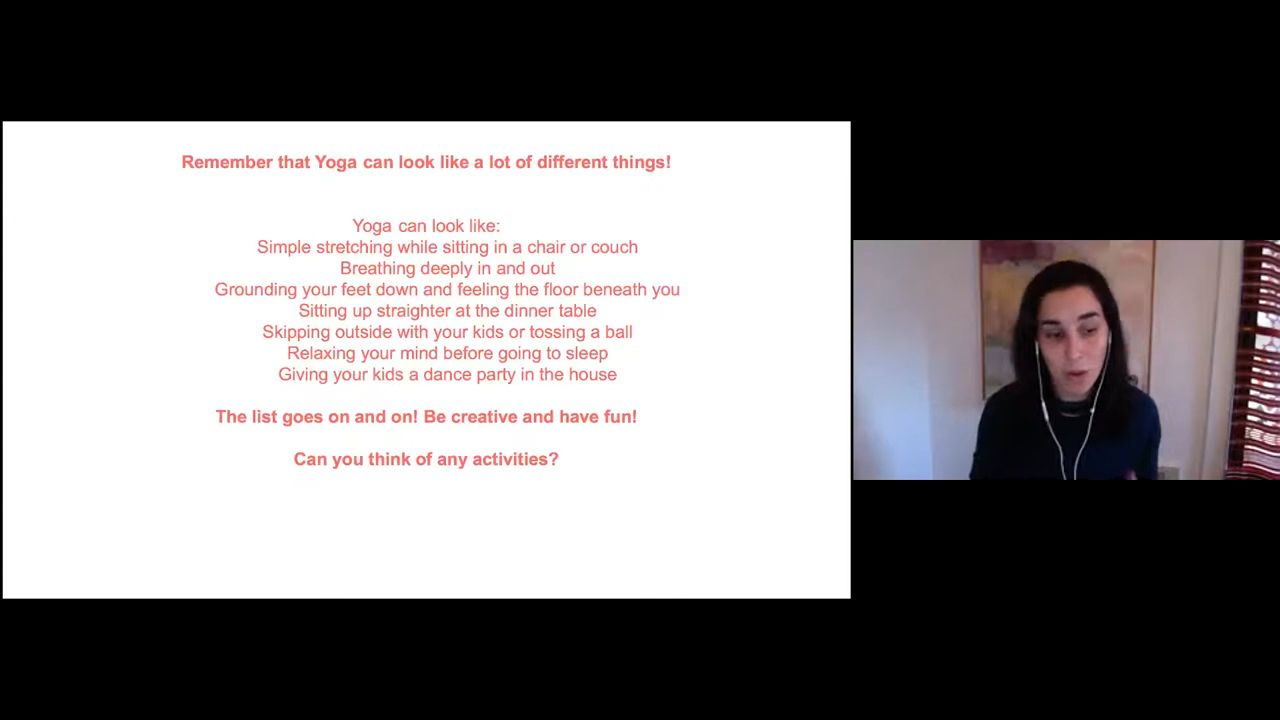 Remember that Yoga can look like a lot of different things!
Yoga can look like:
Simple stretching while sitting in a chair or couch
Breathing deeply in and out
Grounding your feet down and feeling the floor beneath you
Sitting up straighter at the dinner table
Skipping outside with your kids or tossing a ball
Relaxing your mind before going to sleep
Giving your kids a dance party in the house
The list goes on and on! Be creative and have fun!
Can you think of any activities?